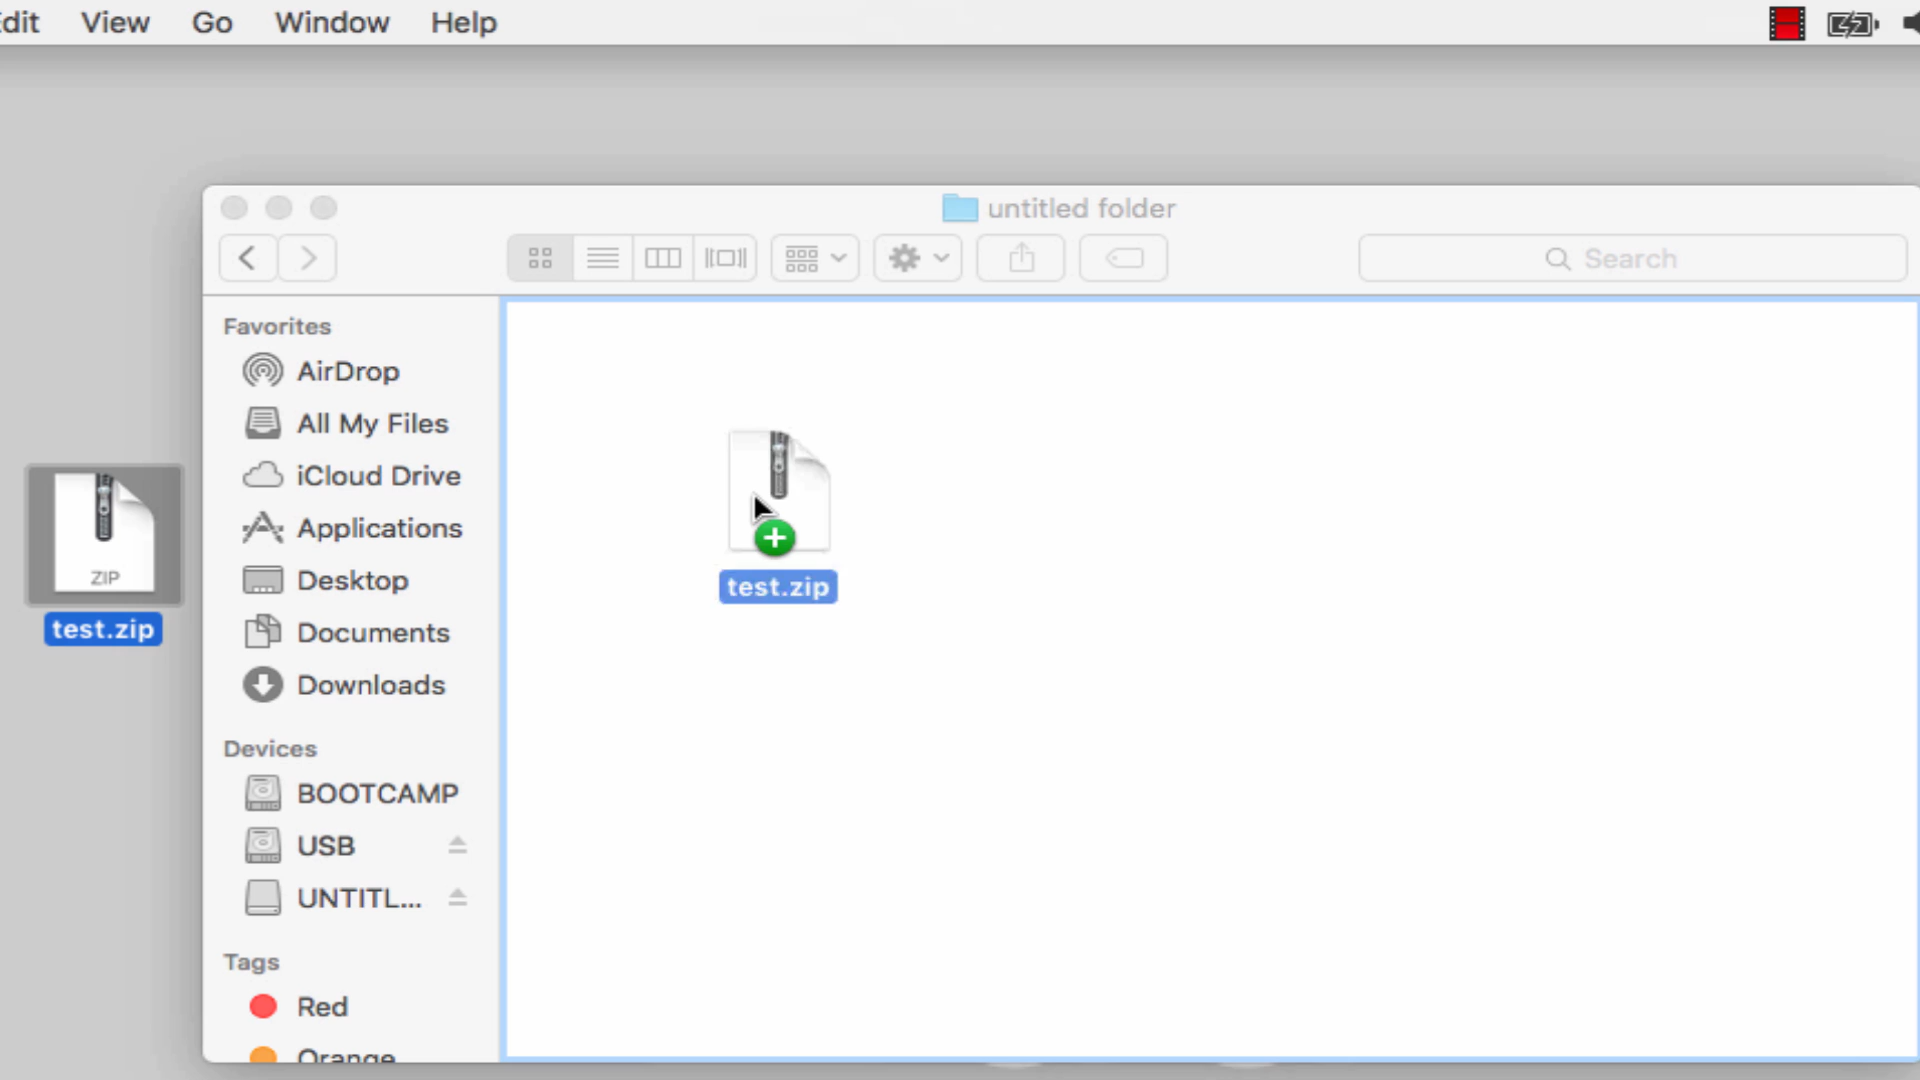 dit View Go Window Help
untitled folder
Search
Favorites
AirDrop
All My Files
iCloud Drive
Applications
Desktop
Documents
Downloads
Devices
BOOTCAMP
USB
UNTITL...
Tags
Red
Orange
ZIP
test.zip
test.zip